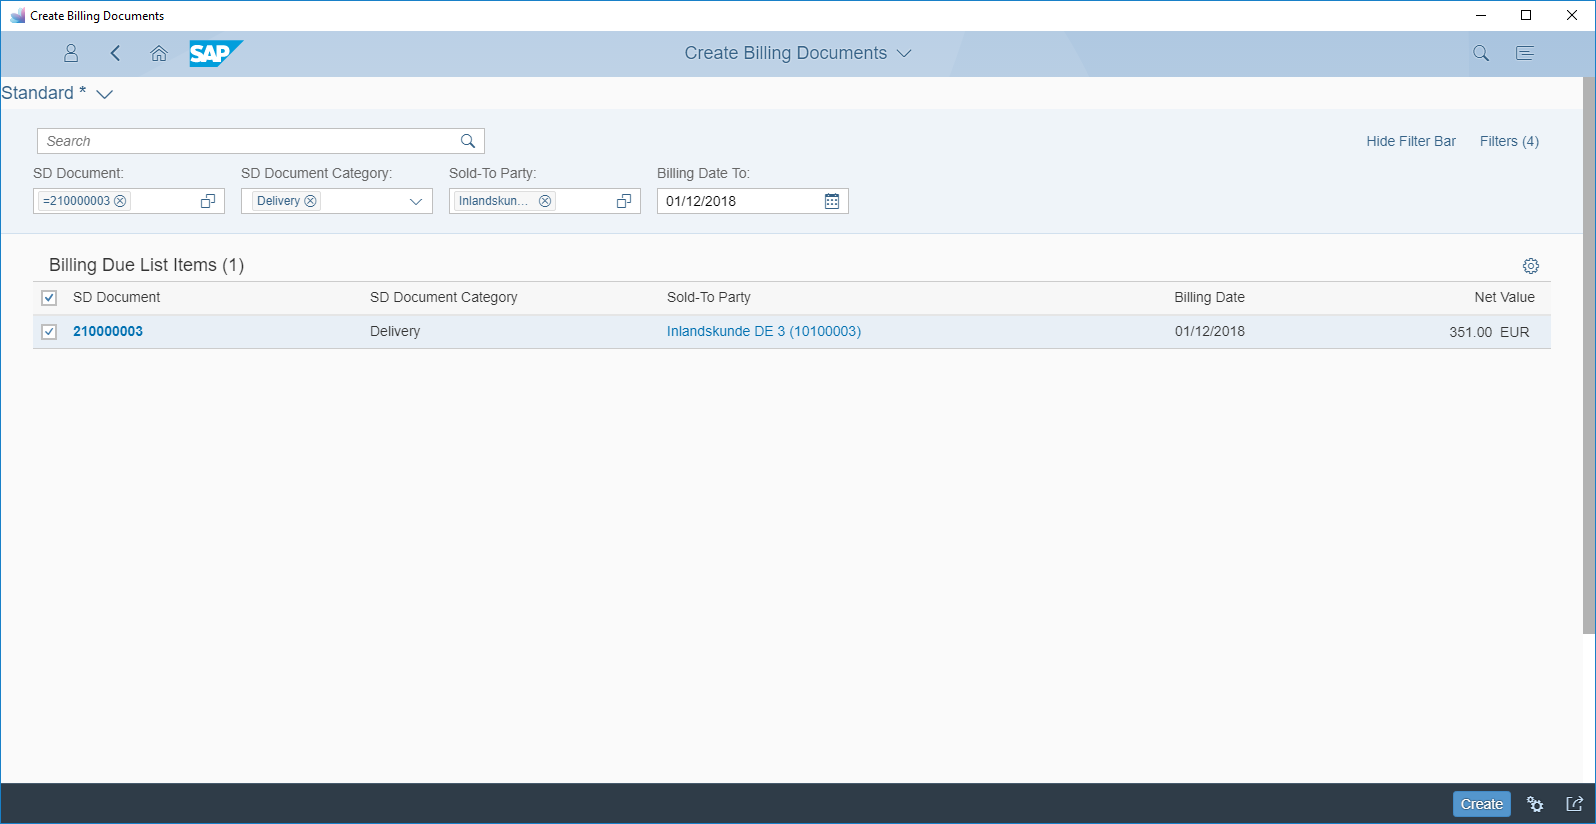 Create Billing Documents
SAP Create Billing Documents
Standard *
Search
Hide Filter Bar Filters (4)
SD Document: SD Document Category: Sold-To Party: Billing Date To:
=210000003 Delivery Inlandskun... 01/12/2018
Billing Due List Items (1)
SD Document SD Document Category Sold-To Party Billing Date Net Value
210000003 Delivery Inlandskunde DE 3 (10100003) 01/12/2018 351.00 EUR
Create